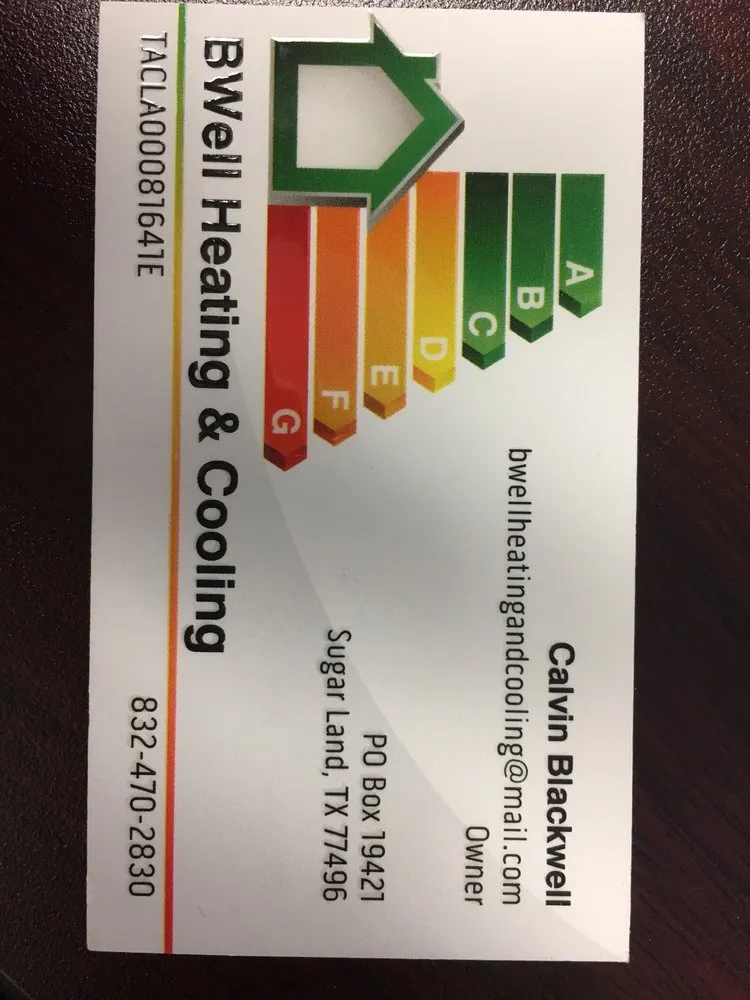 Calvin Blackwell
bwellheatingandcooling@mail.com
Owner
A
B
C
D
E
F
G
PO Box 19421
Sugar Land, TX 77496
BWell Heating & Cooling
TACLA00081641E
832-470-2830